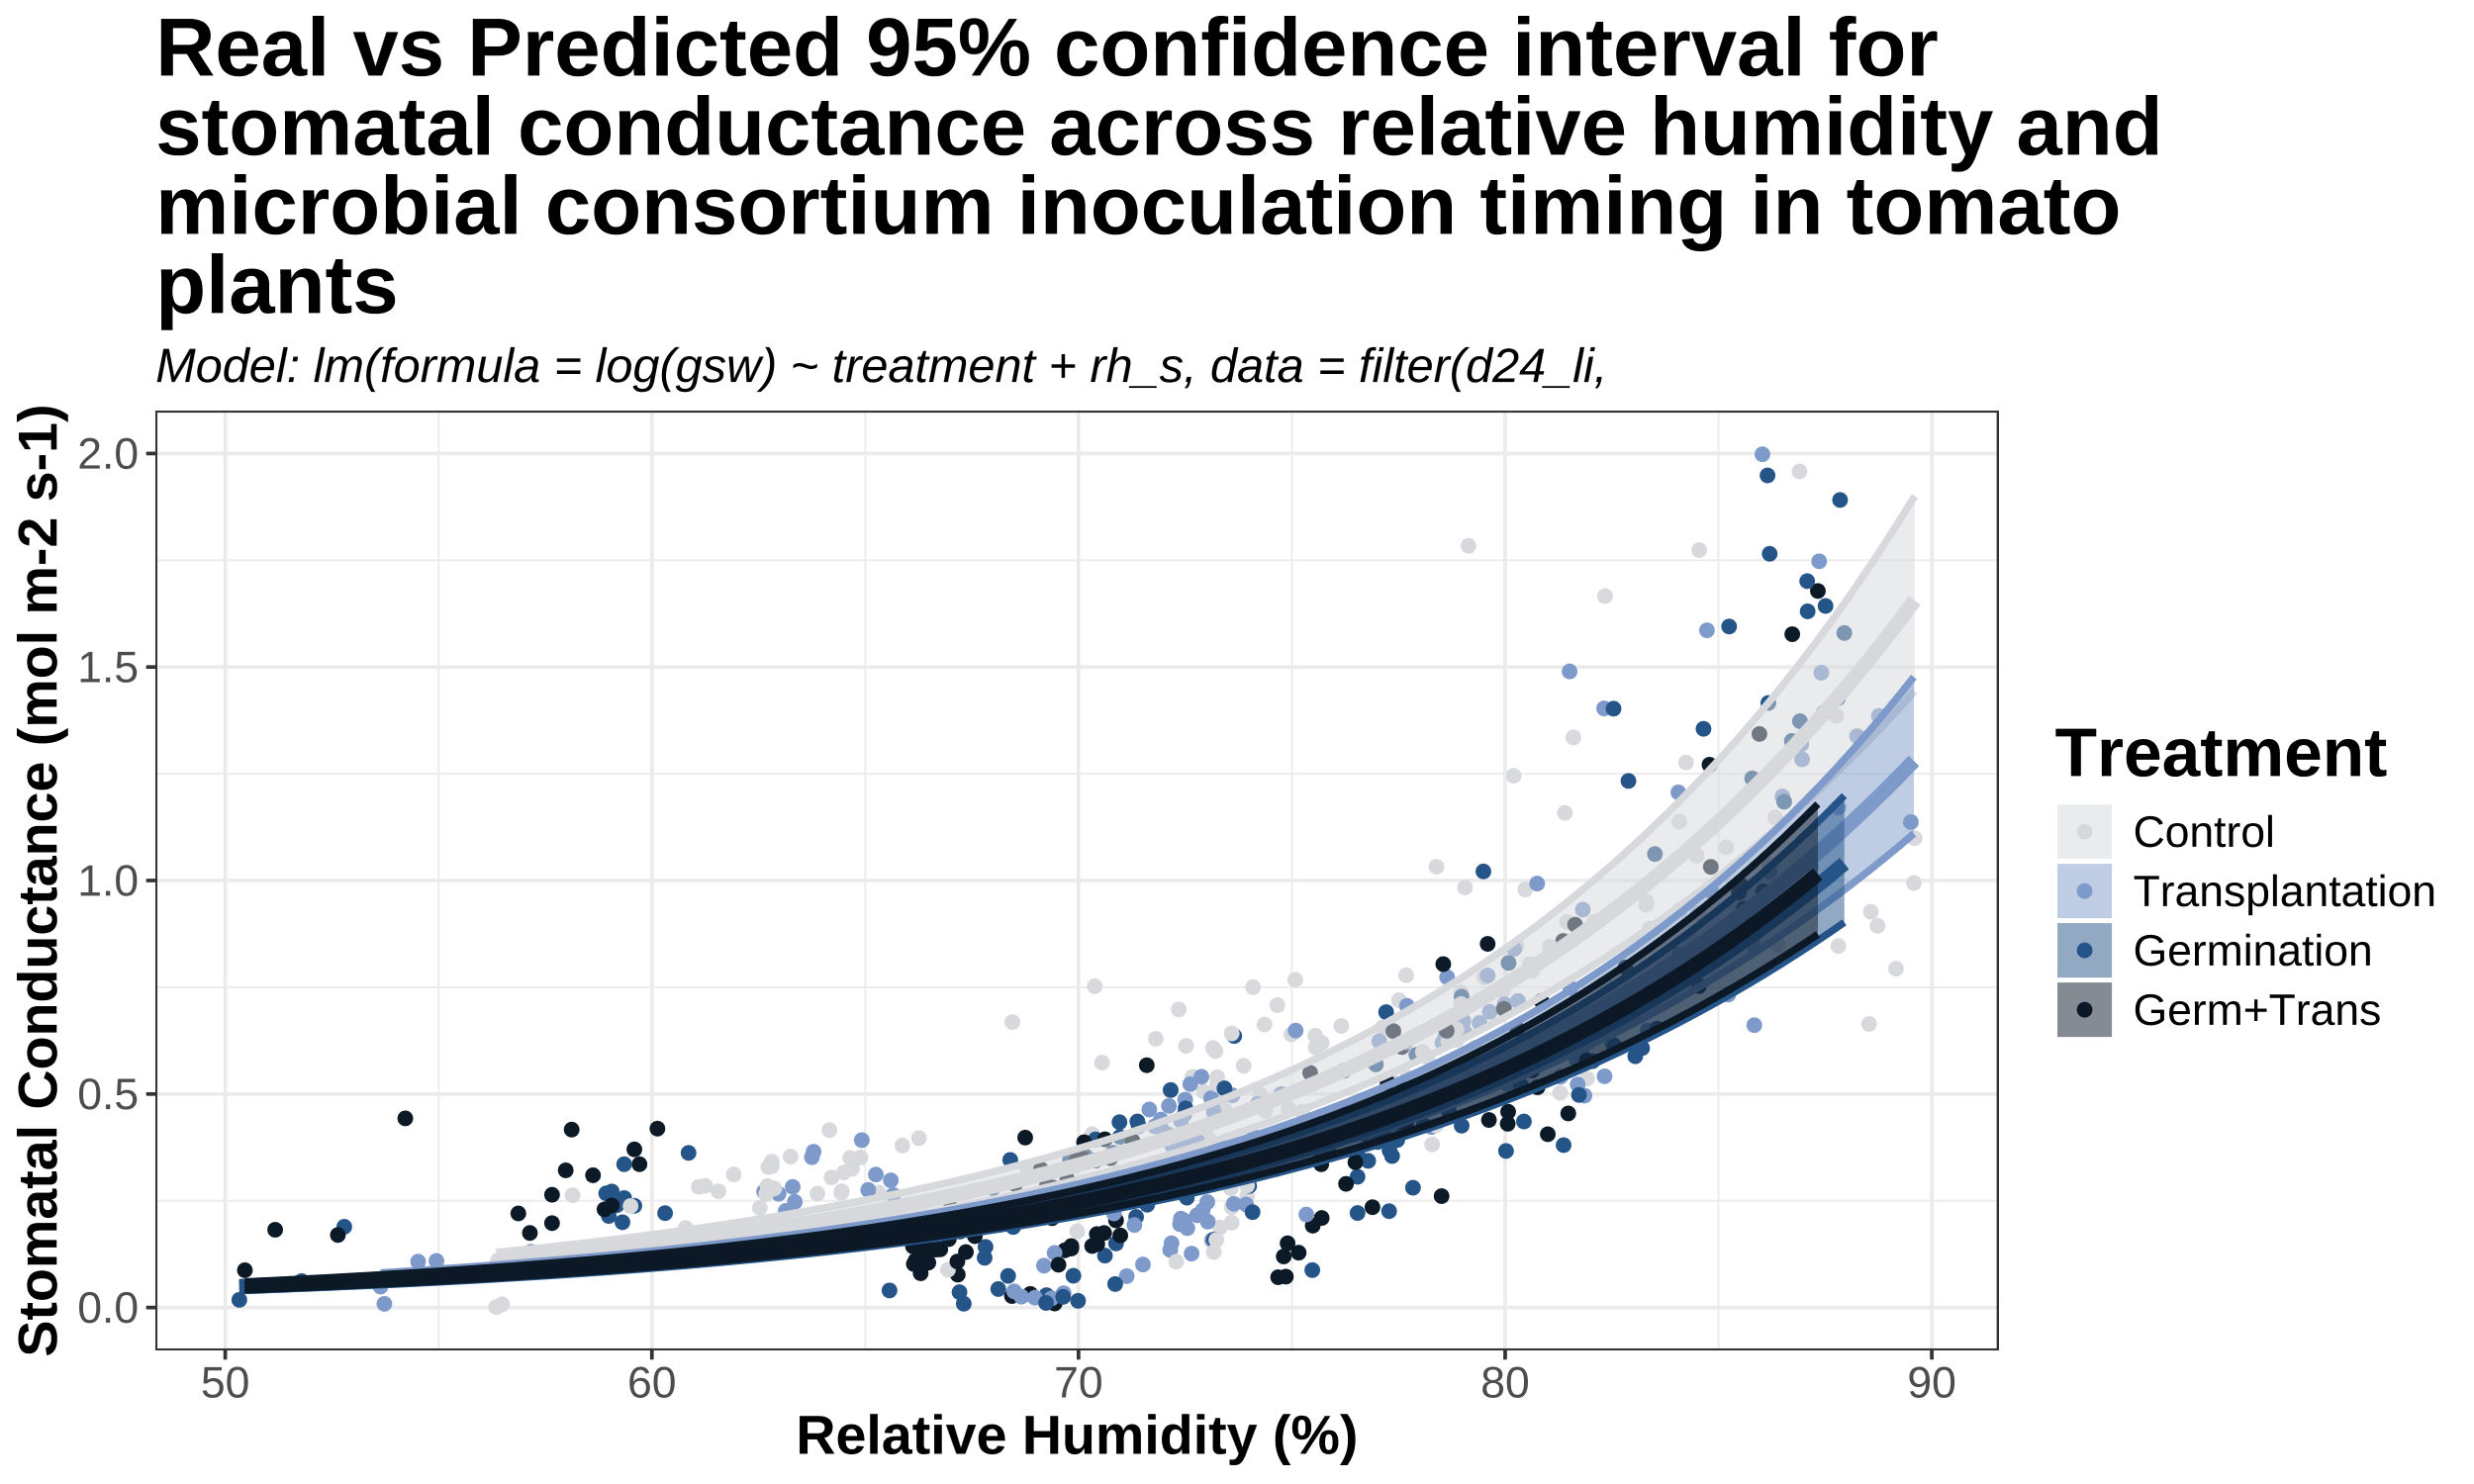 Real vs Predicted 95% confidence interval for
stomatal conductance across relative humidity and
microbial consortium inoculation timing in tomato
plants
Model: lm(formula = log(gsw) ~ treatment + rh_s, data = filter(d24_li,
Stomatal Conductance (mol m-2 s-1)
2.0
1.5
1.0
0.5
0.0
50
60
70
80
90
Relative Humidity (%)
Treatment
Control
Transplantation
Germination
Germ+Trans